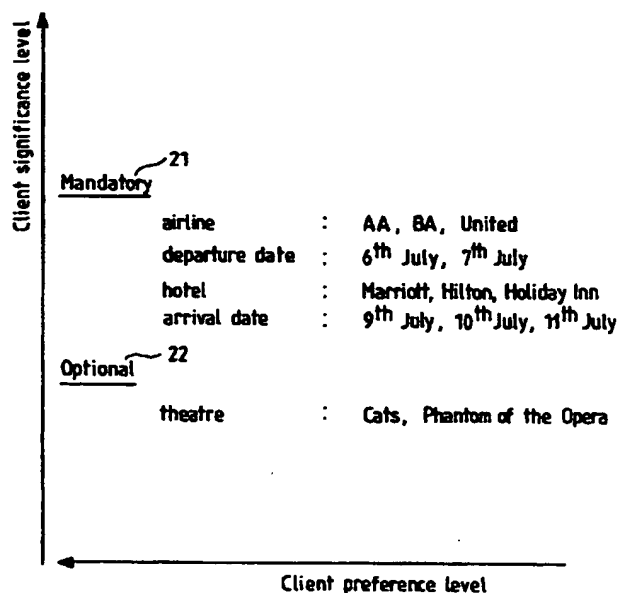 Client significance level
21
Mandatory
airline : AA, BA, United
departure date : 6th July, 7th July
hotel : Marriott, Hilton, Holiday Inn
arrival date : 9th July, 10th July, 11th July
22
Optional
theatre : Cats, Phantom of the Opera
Client preference level